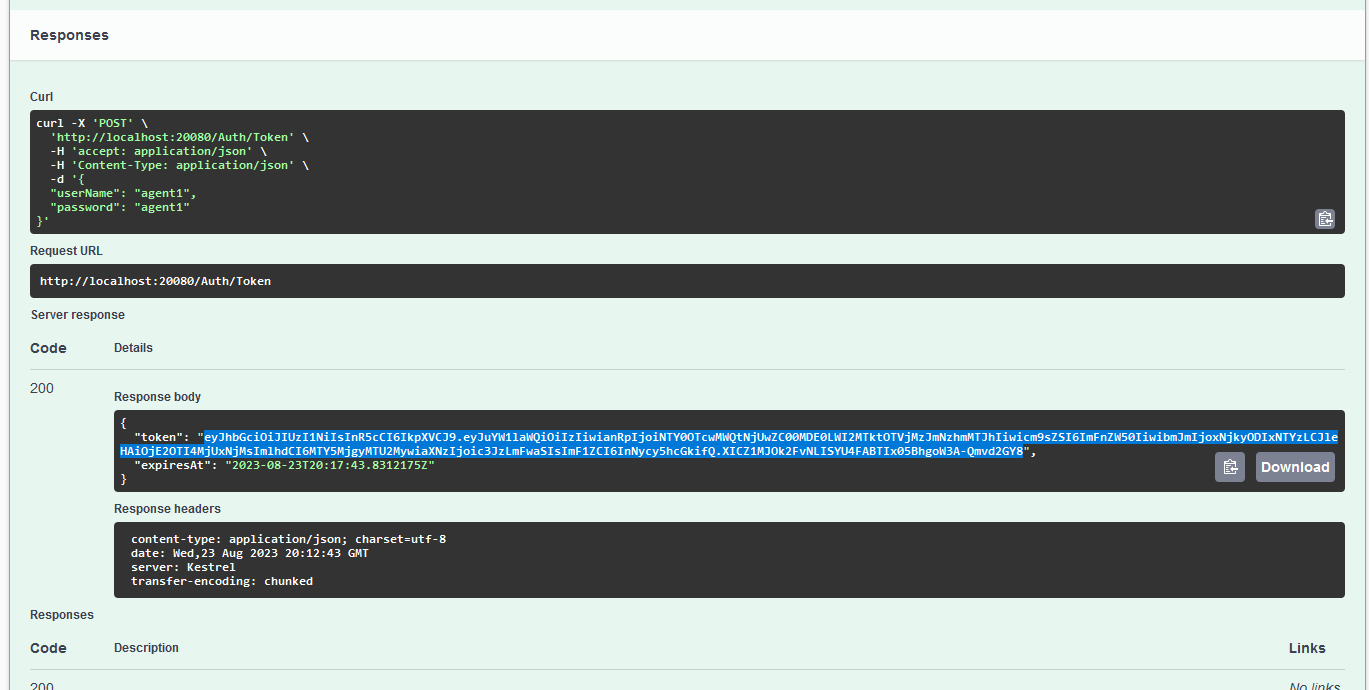 Responses
Curl
curl -X 'POST' \
'http://localhost:20080/Auth/Token' \
-H 'accept: application/json' \
-H 'Content-Type: application/json' \
-d '{
"userName": "agent1",
"password": "agent1"
}'
Request URL
http://localhost:20080/Auth/Token
Server response
Code Details
200
Response body
{
"token": "eyJhbGciOiJIUzI1NiIsInR5cCI6IkpXVCJ9.eyJuYW1laWQiOiIzIiwianRpIjoiNTY0OTcwMWQtNjUwZC00MDE0LWI2MTktOTVjMzJmNzhmMTJhIiwicm9sZSI6ImFnZW50IiwibmJmIjoxNjkyODIxNTYzLCJle
HAiOjE2OTI4MjUxNjMsImlhdCI6MTY5MjgyMTU2MywiaXNzIjoic3JzLmFwaSIsImF1ZCI6InNycy5hcGkifQ.XICZ1MJOk2FvNLISYU4FABTIx05BhgoW3A-Qmvd2GY8",
"expiresAt": "2023-08-23T20:17:43.8312175Z"
}
Download
Response headers
content-type: application/json; charset=utf-8
date: Wed,23 Aug 2023 20:12:43 GMT
server: Kestrel
transfer-encoding: chunked
Responses
Code Description Links
200 No links